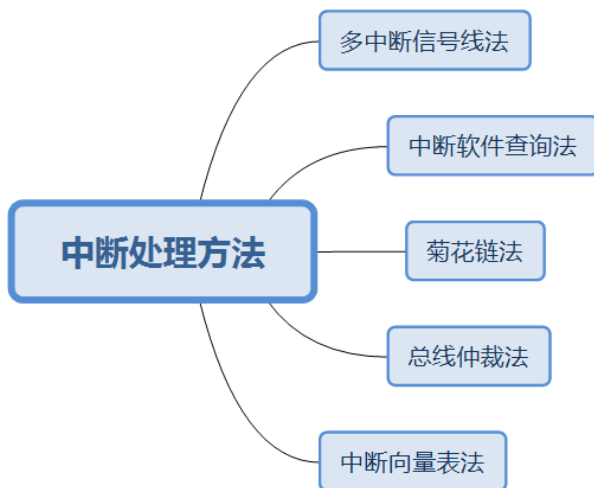 多中断信号线法
中断软件查询法
中断处理方法
菊花链法
总线仲裁法
中断向量表法